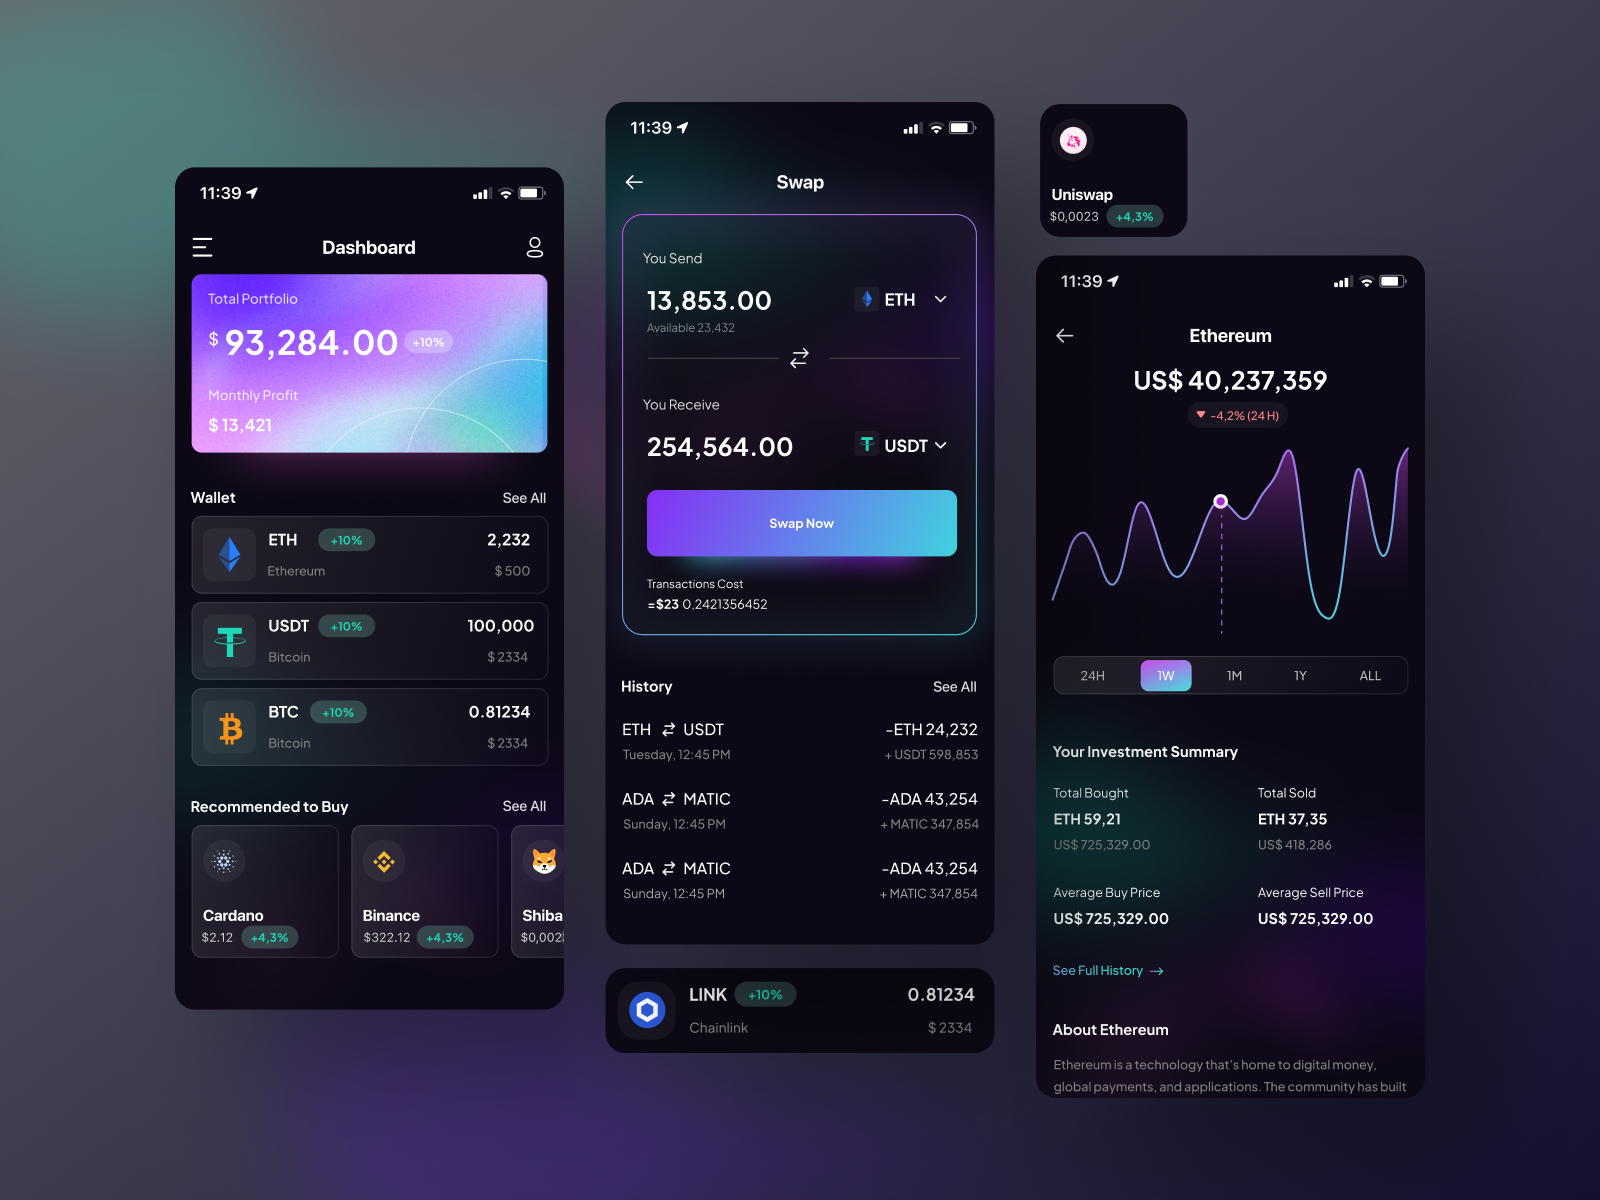 11:39
Dashboard
Total Portfolio
$ 93,284.00 +10%
Monthly Profit
$ 13,421
Wallet See All
ETH +10% 2,232
Ethereum $ 500
USDT +10% 100,000
Bitcoin $ 2334
BTC +10% 0.81234
Bitcoin $ 2334
Recommended to Buy See All
Cardano
$2.12 +4,3%
Binance
$322.12 +4,3%
Shiba
$0,002
11:39
Swap
You Send
13,853.00 ETH
Available 23,432
You Receive
254,564.00 USDT
Swap Now
Transactions Cost
=$23 0,2421356452
History See All
ETH ⇄ USDT -ETH 24,232
Tuesday, 12:45 PM + USDT 598,853
ADA ⇄ MATIC -ADA 43,254
Sunday, 12:45 PM + MATIC 347,854
ADA ⇄ MATIC -ADA 43,254
Sunday, 12:45 PM + MATIC 347,854
LINK +10% 0.81234
Chainlink $ 2334
Uniswap
$0,0023 +4,3%
11:39
Ethereum
US$ 40,237,359
-4,2% (24 H)
24H 1W 1M 1Y ALL
Your Investment Summary
Total Bought Total Sold
ETH 59,21 ETH 37,35
US$ 725,329.00 US$ 418,286
Average Buy Price Average Sell Price
US$ 725,329.00 US$ 725,329.00
See Full History →
About Ethereum
Ethereum is a technology that's home to digital money,
global payments, and applications. The community has built